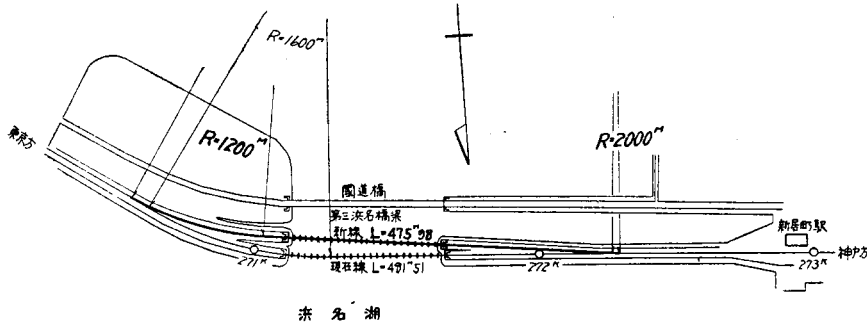 R=1600ᴹ
東京方
R=1200ᴹ
R=2000ᴹ
國道橋
第三浜名橋梁
新線 L=475ᴹ98
271ᴷ
現在線 L=491ᴹ51
272ᴷ
新居町駅
273ᴷ
神戸方
浜名湖